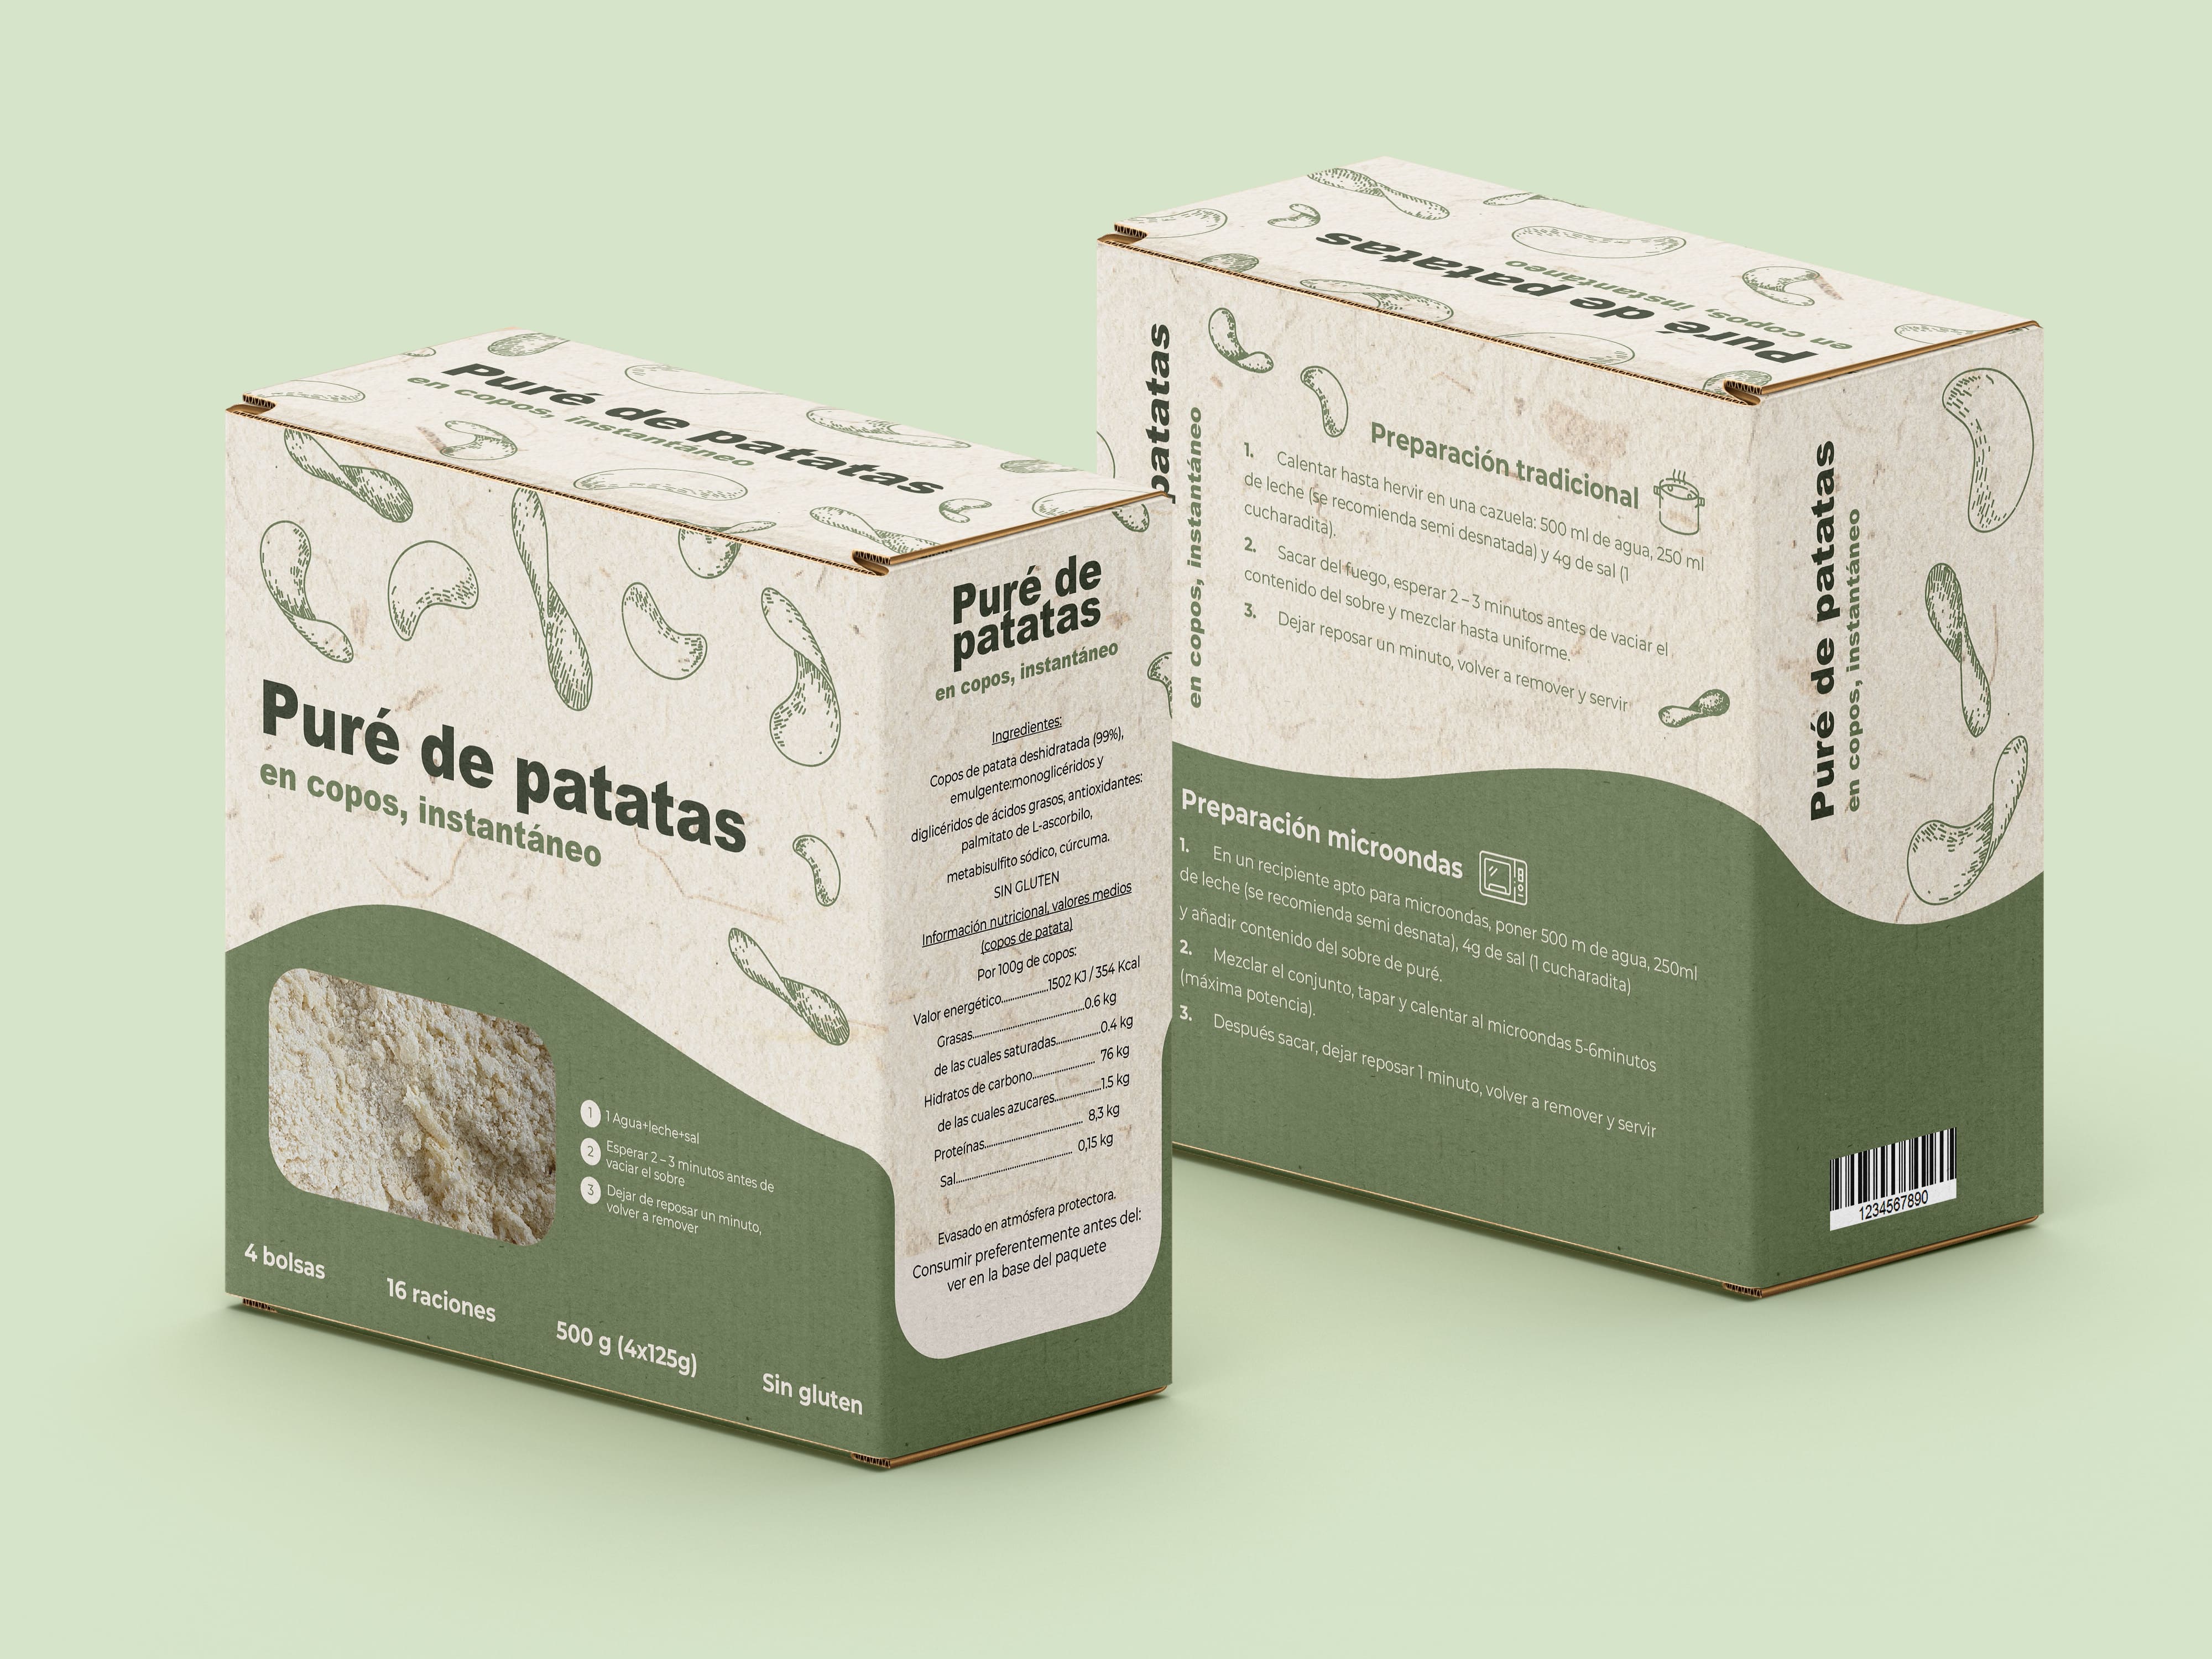 Puré de patatas
en copos, instantáneo
Puré de patatas
en copos, instantáneo
1 1 Agua+leche+sal
2 Esperar 2 – 3 minutos antes de
vaciar el sobre
3 Dejar de reposar un minuto,
volver a remover
4 bolsas
16 raciones
500 g (4x125g)
Sin gluten
Puré de
patatas
en copos, instantáneo
Ingredientes:
Copos de patata deshidratada (99%),
emulgente:monoglicéridos y
diglicéridos de ácidos grasos, antioxidantes:
palmitato de L-ascorbilo,
metabisulfito sódico, cúrcuma.
SIN GLUTEN
Información nutricional, valores medios
(copos de patata)
Por 100g de copos:
Valor energético..................1502 KJ / 354 Kcal
Grasas...........................................0.6 kg
de las cuales saturadas.................0.4 kg
Hidratos de carbono........................ 76 kg
de las cuales azucares..................1.5 kg
Proteínas..................................... 8,3 kg
Sal............................................ 0,15 kg
Evasado en atmósfera protectora.
Consumir preferentemente antes del:
ver en la base del paquete
Puré de patatas
en copos, instantáneo
patatas
en copos, instantáneo
Preparación tradicional
1. Calentar hasta hervir en una cazuela: 500 ml de agua, 250 ml
de leche (se recomienda semi desnatada) y 4g de sal (1
cucharadita).
2. Sacar del fuego, esperar 2 – 3 minutos antes de vaciar el
contenido del sobre y mezclar hasta uniforme.
3. Dejar reposar un minuto, volver a remover y servir
Preparación microondas
1. En un recipiente apto para microondas, poner 500 m de agua, 250ml
de leche (se recomienda semi desnata), 4g de sal (1 cucharadita)
y añadir contenido del sobre de puré.
2. Mezclar el conjunto, tapar y calentar al microondas 5-6minutos
(máxima potencia).
3. Después sacar, dejar reposar 1 minuto, volver a remover y servir
Puré de patatas
en copos, instantáneo
1234567890